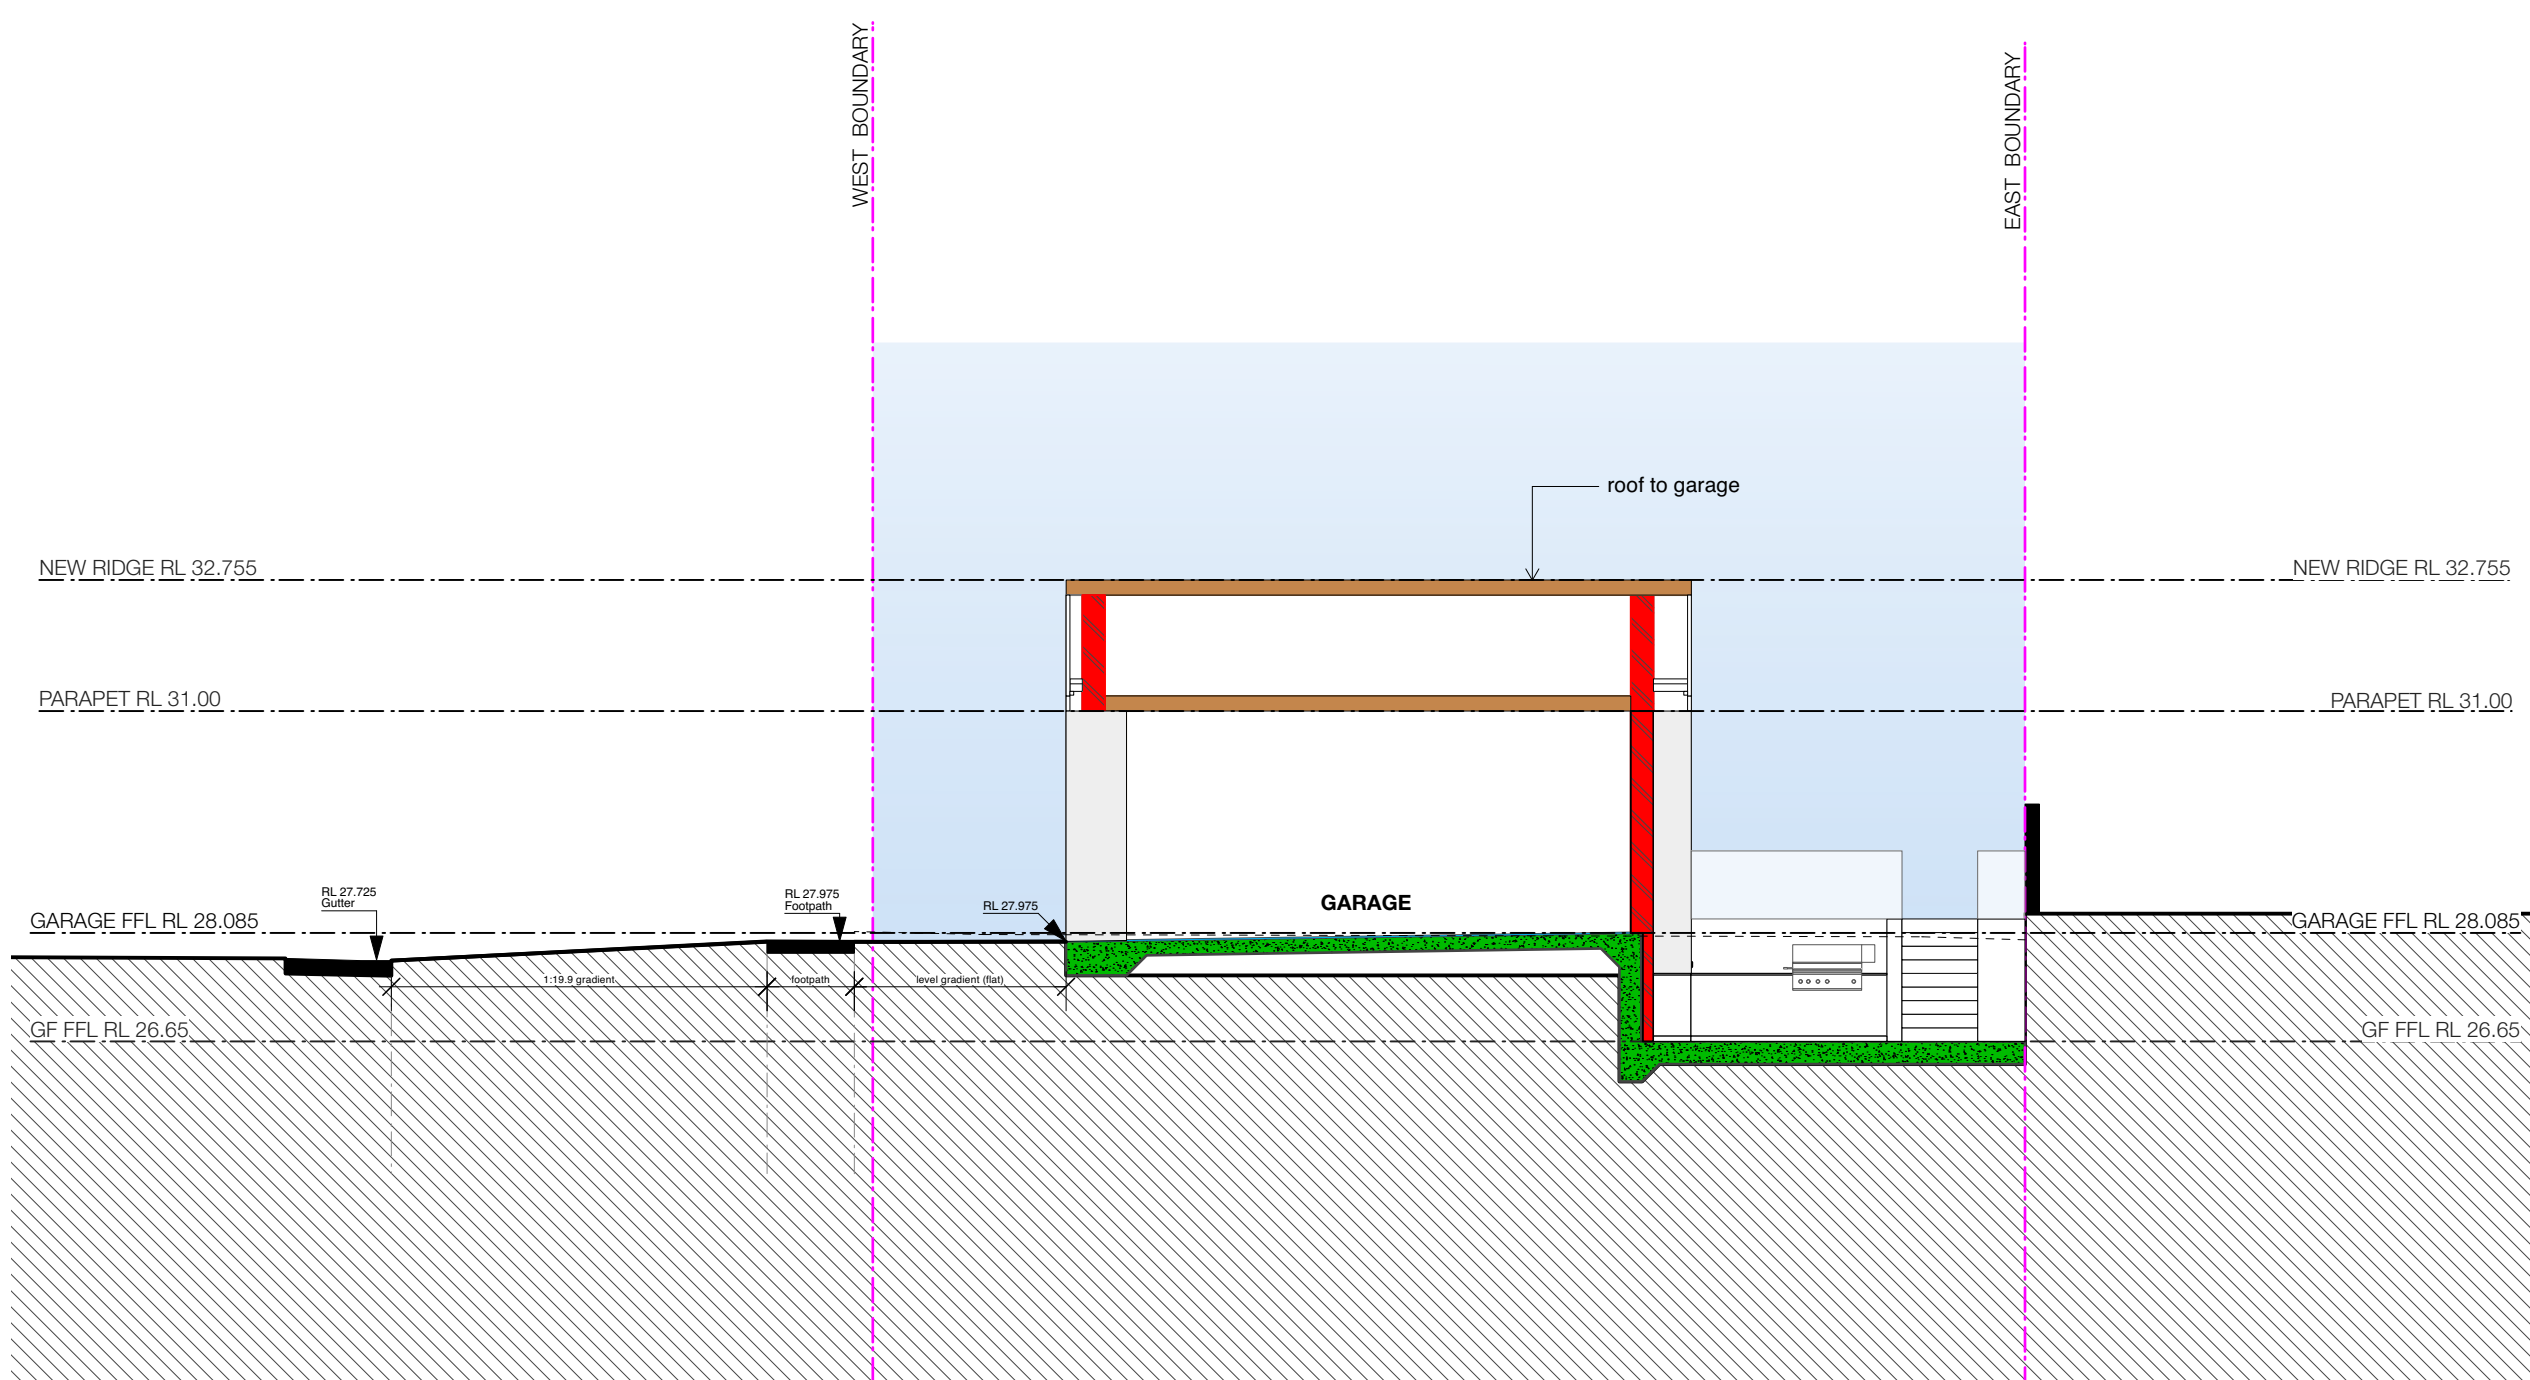 WEST BOUNDARY
EAST BOUNDARY
roof to garage
NEW RIDGE RL 32.755
NEW RIDGE RL 32.755
PARAPET RL 31.00
PARAPET RL 31.00
RL 27.725
Gutter
RL 27.975
Footpath
RL 27.975
GARAGE
GARAGE FFL RL 28.085
GARAGE FFL RL 28.085
1:19.9 gradient
footpath
level gradient (flat)
GF FFL RL 26.65
GF FFL RL 26.65